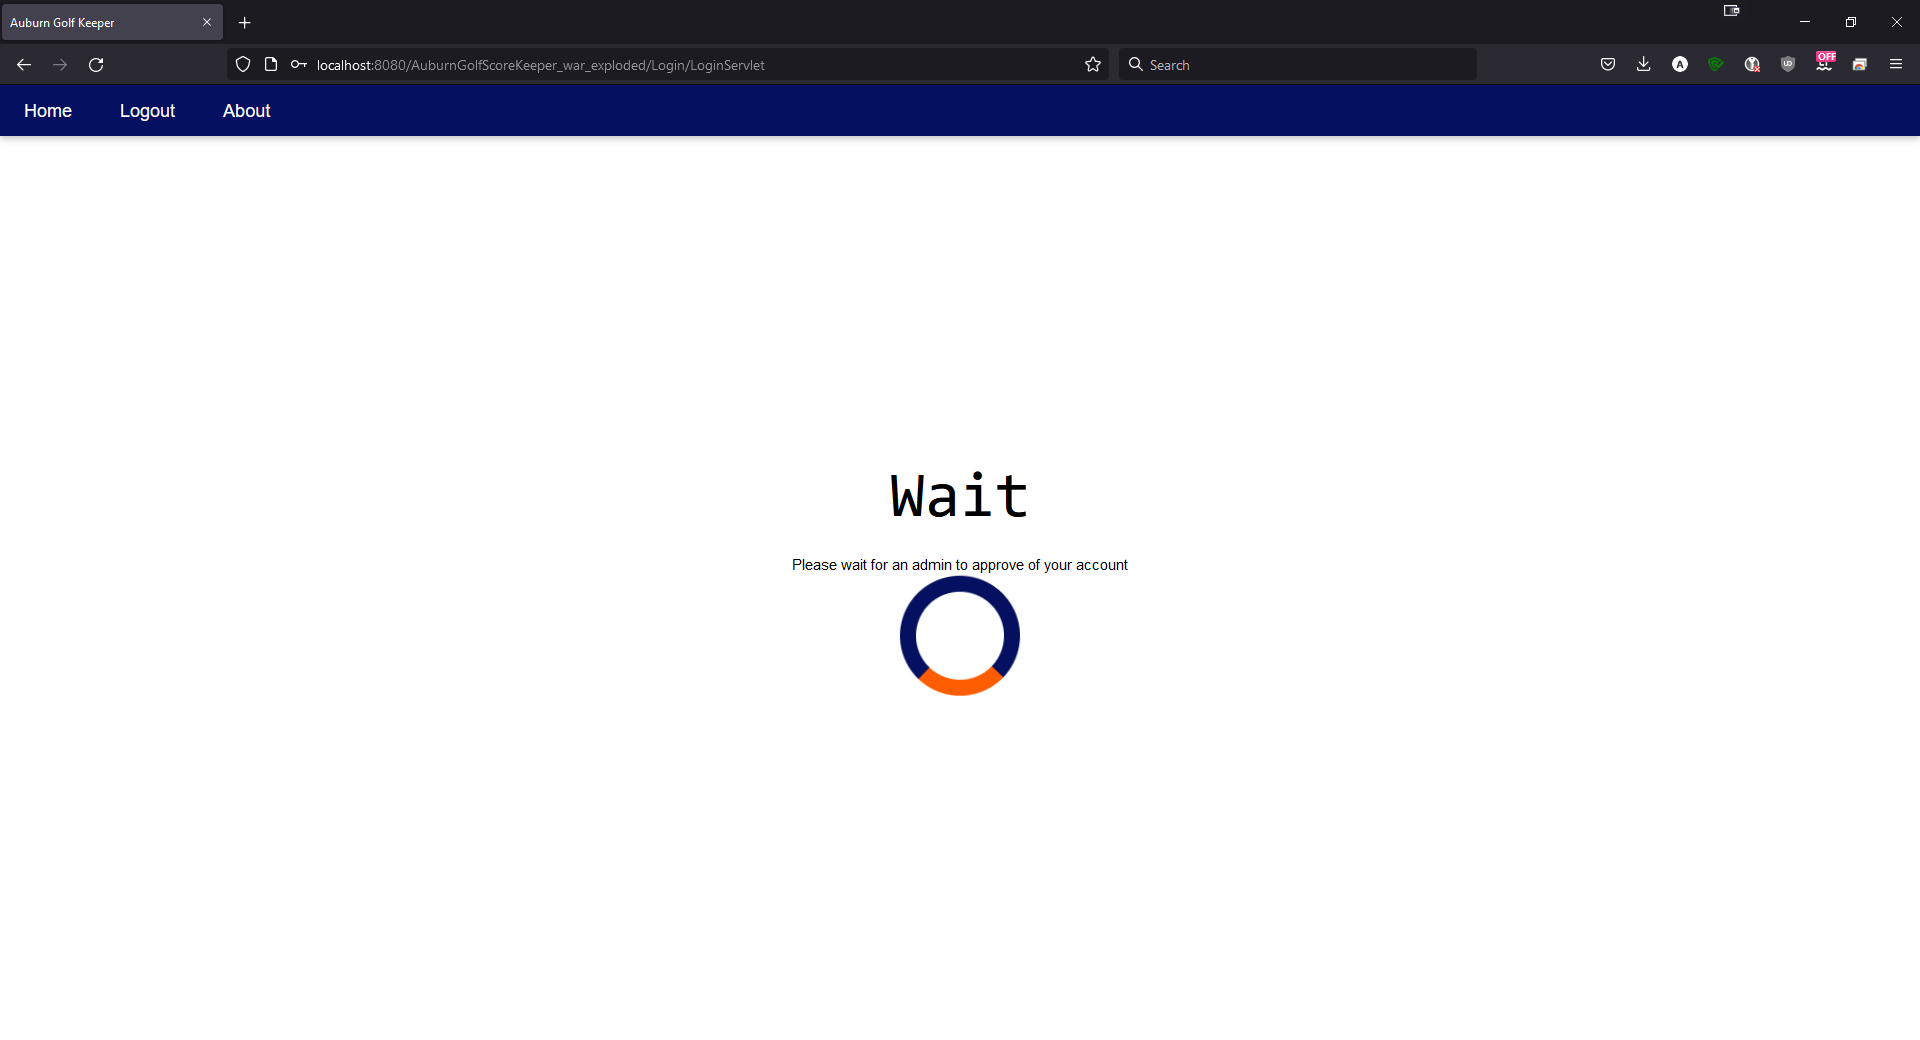 Auburn Golf Keeper
localhost:8080/AuburnGolfScoreKeeper_war_exploded/Login/LoginServlet
Search
A
UD
OFF
Home
Logout
About
Wait
Please wait for an admin to approve of your account